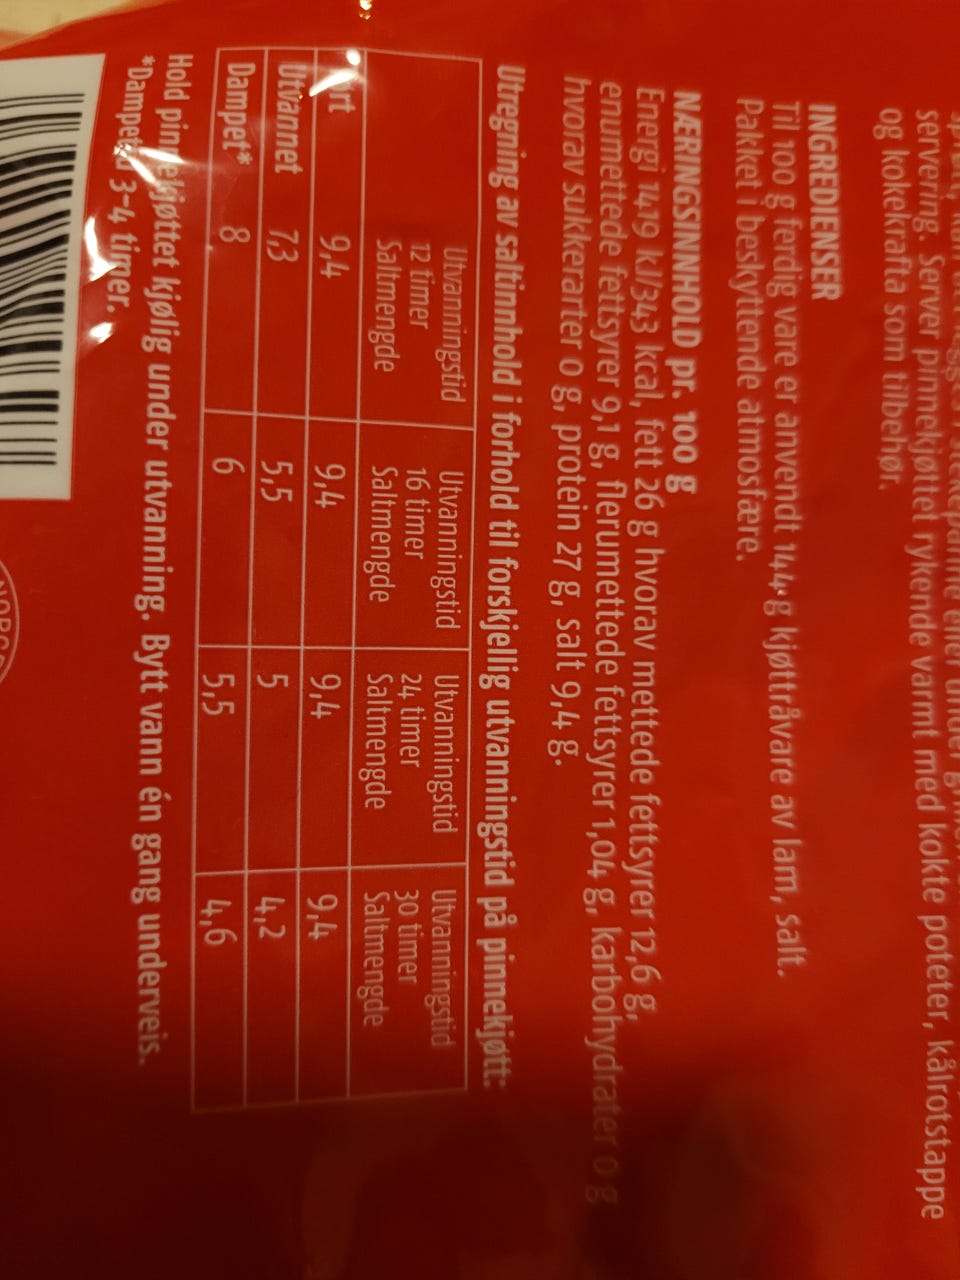 servering. Server pinnekjøttet rykende varmt med kokte poteter, kålrotstappe
og kokekrafta som tilbehør.
INGREDIENSER
Til 100 g ferdig vare er anvendt 144 g kjøttråvare av lam, salt.
Pakket i beskyttende atmosfære.
NÆRINGSINNHOLD pr. 100 g
Energi 1419 kJ/343 kcal, fett 26 g hvorav mettede fettsyrer 12,6 g,
enumettede fettsyrer 9,1 g, flerumettede fettsyrer 1,04 g, karbohydrater 0 g
hvorav sukkerarter 0 g, protein 27 g, salt 9,4 g.
Utregning av saltinnhold i forhold til forskjellig utvanningstid på pinnekjøtt:
Utvanningstid Utvanningstid Utvanningstid Utvanningstid
12 timer 16 timer 24 timer 30 timer
Saltmengde Saltmengde Saltmengde Saltmengde
9,4 9,4 9,4 9,4
Utvannet 7,3 5,5 5 4,2
Dampet* 8 6 5,5 4,6
Hold pinnekjøttet kjølig under utvanning. Bytt vann én gang underveis.
*Dampet i 3-4 timer.